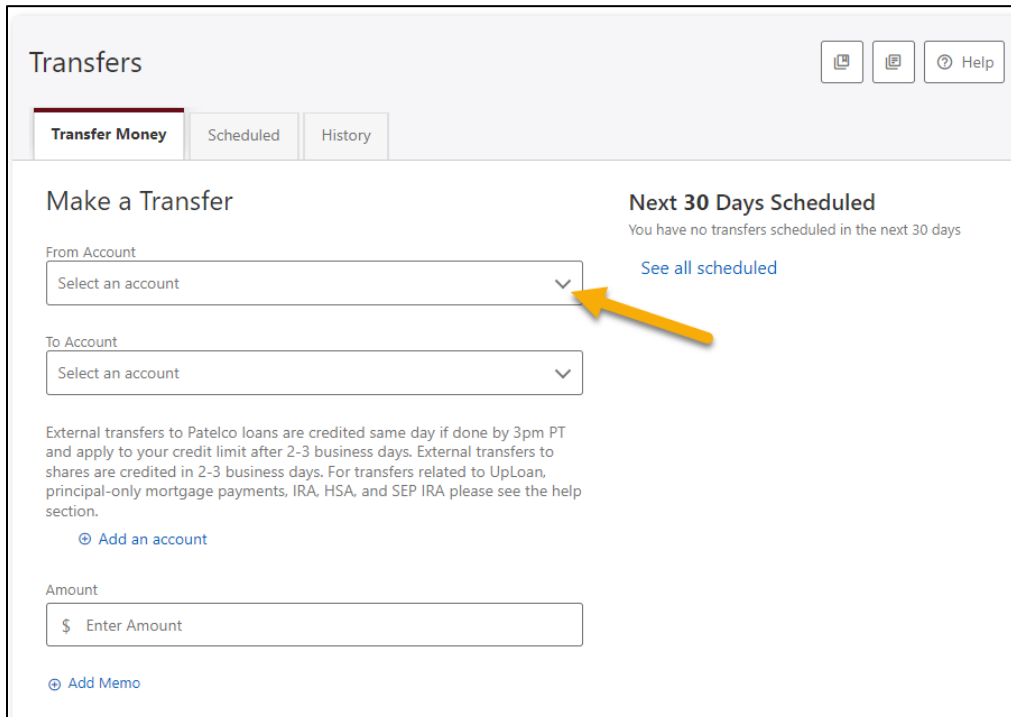 Transfers
Help
Transfer Money
Scheduled
History
Make a Transfer
From Account
Select an account
To Account
Select an account
External transfers to Patelco loans are credited same day if done by 3pm PT
and apply to your credit limit after 2-3 business days. External transfers to
shares are credited in 2-3 business days. For transfers related to UpLoan,
principal-only mortgage payments, IRA, HSA, and SEP IRA please see the help
section.
Add an account
Amount
$ Enter Amount
Add Memo
Next 30 Days Scheduled
You have no transfers scheduled in the next 30 days
See all scheduled